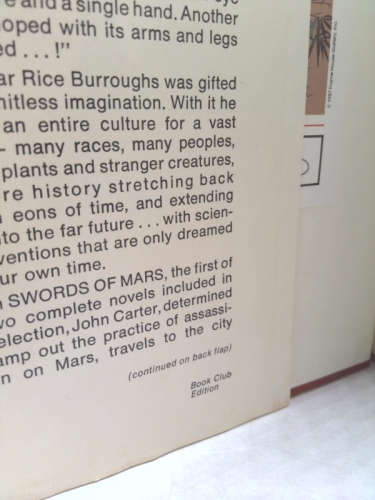 and a single hand. Another
oped with its arms and legs
ed . . . !”
ar Rice Burroughs was gifted
mitless imagination. With it he
an entire culture for a vast
– many races, many peoples,
plants and stranger creatures,
re history stretching back
eons of time, and extending
to the far future . . . with scien-
ventions that are only dreamed
ur own time.
SWORDS OF MARS, the first of
wo complete novels included in
election, John Carter, determined
amp out the practice of assassi-
n on Mars, travels to the city
(continued on back flap)
Book Club
Edition